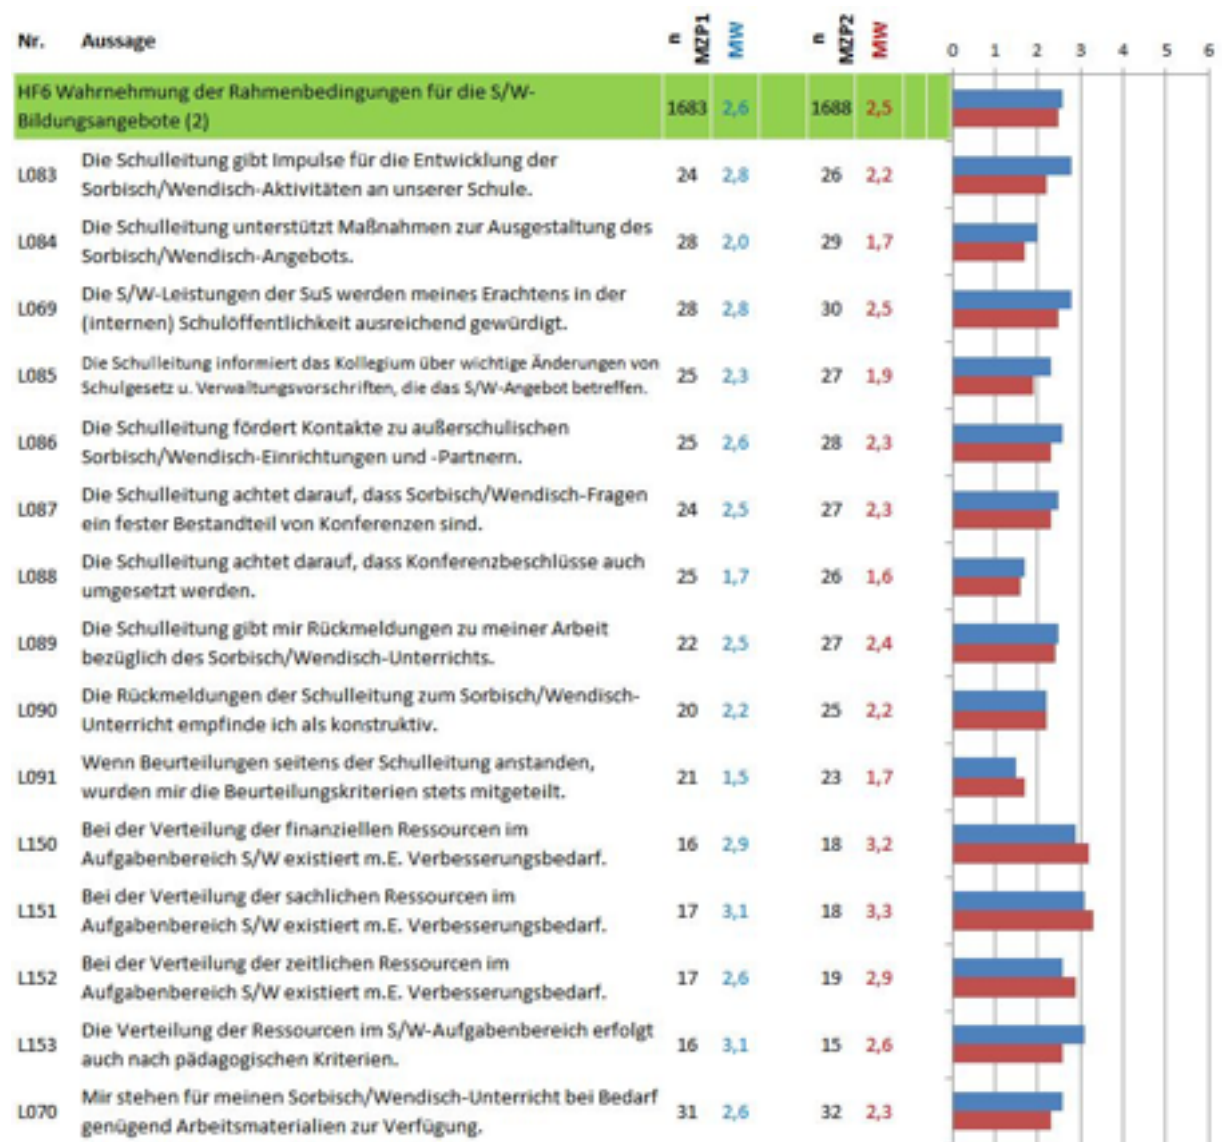 Nr. Aussage n MZP1 MW n MZP2 MW 0 1 2 3 4 5 6
HF6 Wahrnehmung der Rahmenbedingungen für die S/W-
Bildungsangebote (2) 1683 2,6 1688 2,5
Die Schulleitung gibt Impulse für die Entwicklung der
L083 24 2,8 26 2,2
Sorbisch/Wendisch-Aktivitäten an unserer Schule.
Die Schulleitung unterstützt Maßnahmen zur Ausgestaltung des
L084 28 2,0 29 1,7
Sorbisch/Wendisch-Angebots.
Die S/W-Leistungen der SuS werden meines Erachtens in der
L069 28 2,8 30 2,5
(internen) Schulöffentlichkeit ausreichend gewürdigt.
Die Schulleitung informiert das Kollegium über wichtige Änderungen von
L085 25 2,3 27 1,9
Schulgesetz u. Verwaltungsvorschriften, die das S/W-Angebot betreffen.
Die Schulleitung fördert Kontakte zu außerschulischen
L086 25 2,6 28 2,3
Sorbisch/Wendisch-Einrichtungen und -Partnern.
Die Schulleitung achtet darauf, dass Sorbisch/Wendisch-Fragen
L087 24 2,5 27 2,3
ein fester Bestandteil von Konferenzen sind.
Die Schulleitung achtet darauf, dass Konferenzbeschlüsse auch
L088 25 1,7 26 1,6
umgesetzt werden.
Die Schulleitung gibt mir Rückmeldungen zu meiner Arbeit
L089 22 2,5 27 2,4
bezüglich des Sorbisch/Wendisch-Unterrichts.
Die Rückmeldungen der Schulleitung zum Sorbisch/Wendisch-
L090 20 2,2 25 2,2
Unterricht empfinde ich als konstruktiv.
Wenn Beurteilungen seitens der Schulleitung anstanden,
L091 21 1,5 23 1,7
wurden mir die Beurteilungskriterien stets mitgeteilt.
Bei der Verteilung der finanziellen Ressourcen im
L150 16 2,9 18 3,2
Aufgabenbereich S/W existiert m.E. Verbesserungsbedarf.
Bei der Verteilung der sachlichen Ressourcen im
L151 17 3,1 18 3,3
Aufgabenbereich S/W existiert m.E. Verbesserungsbedarf.
Bei der Verteilung der zeitlichen Ressourcen im
L152 17 2,6 19 2,9
Aufgabenbereich S/W existiert m.E. Verbesserungsbedarf.
Die Verteilung der Ressourcen im S/W-Aufgabenbereich erfolgt
L153 16 3,1 15 2,6
auch nach pädagogischen Kriterien.
Mir stehen für meinen Sorbisch/Wendisch-Unterricht bei Bedarf
L070 31 2,6 32 2,3
genügend Arbeitsmaterialien zur Verfügung.